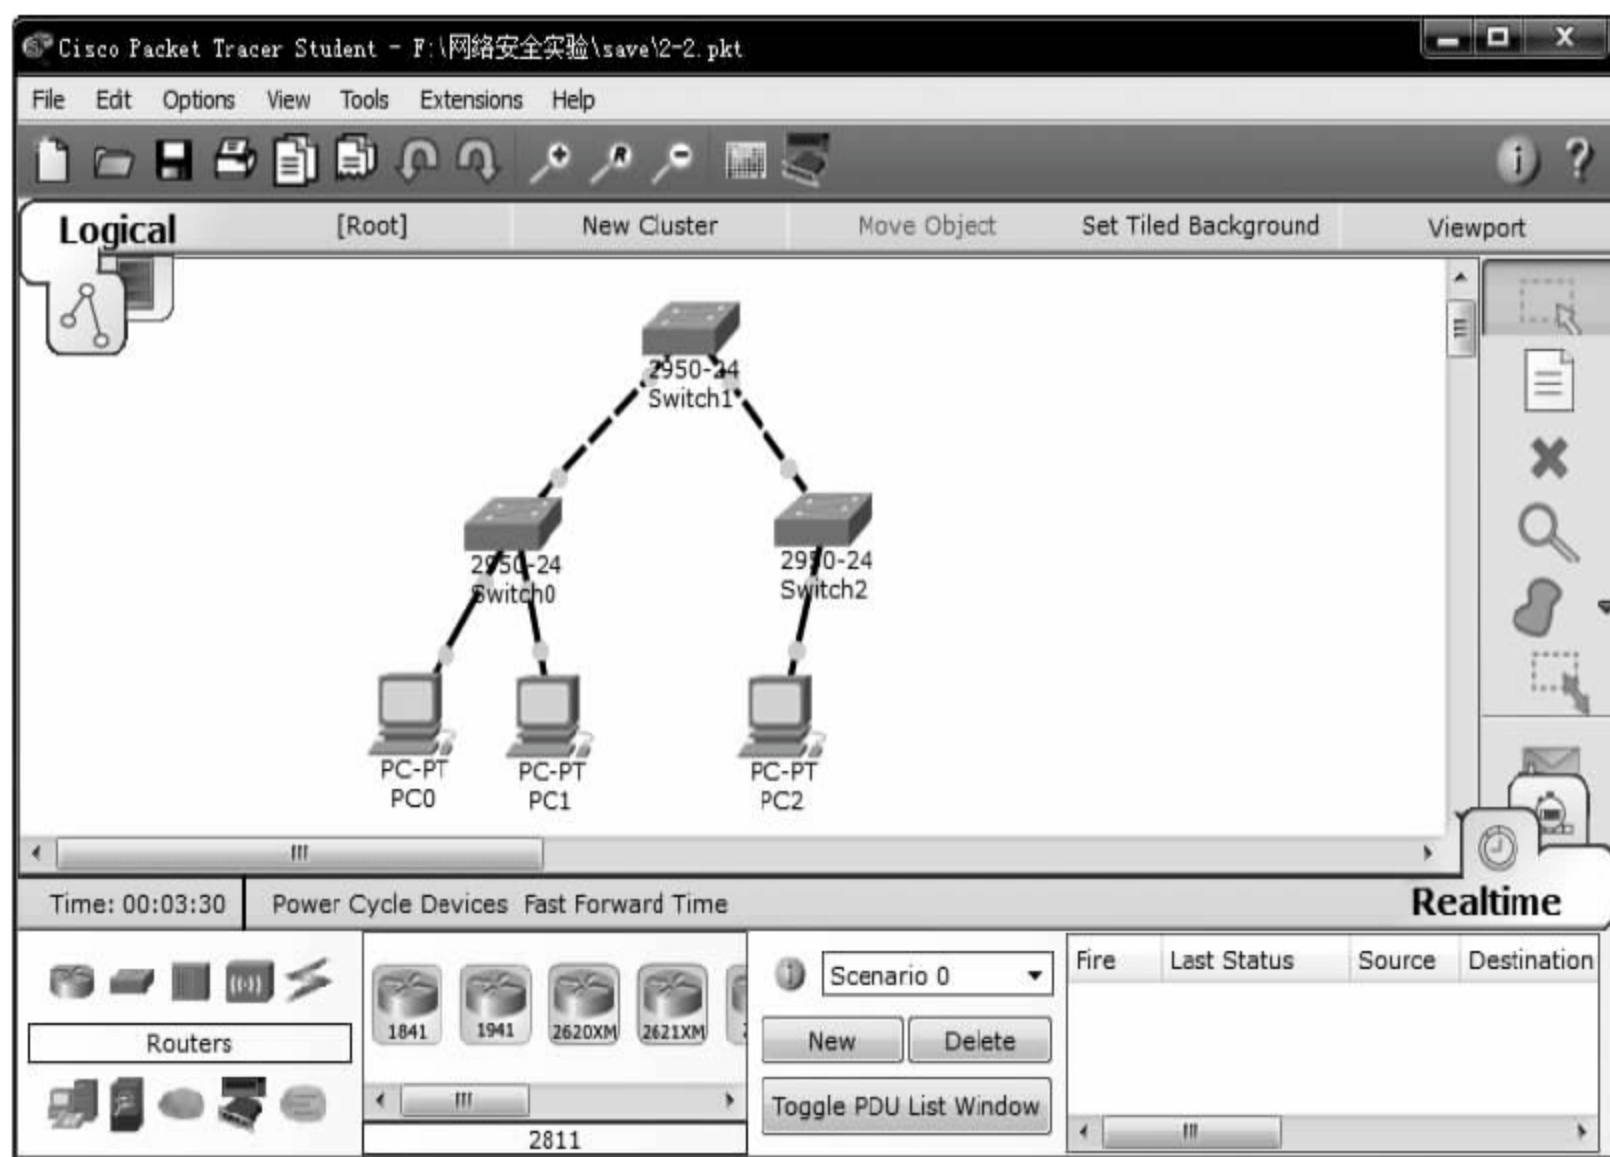 Cisco Packet Tracer Student - F:\网络安全实验\save\2-2.pkt
File Edit Options View Tools Extensions Help
Logical [Root] New Cluster Move Object Set Tiled Background Viewport
2950-24
Switch1
2950-24
Switch0
2950-24
Switch2
PC-PT
PC0
PC-PT
PC1
PC-PT
PC2
Time: 00:03:30 Power Cycle Devices Fast Forward Time Realtime
Routers
1841 1941 2620XM 2621XM
2811
Scenario 0
New Delete
Toggle PDU List Window
Fire Last Status Source Destination